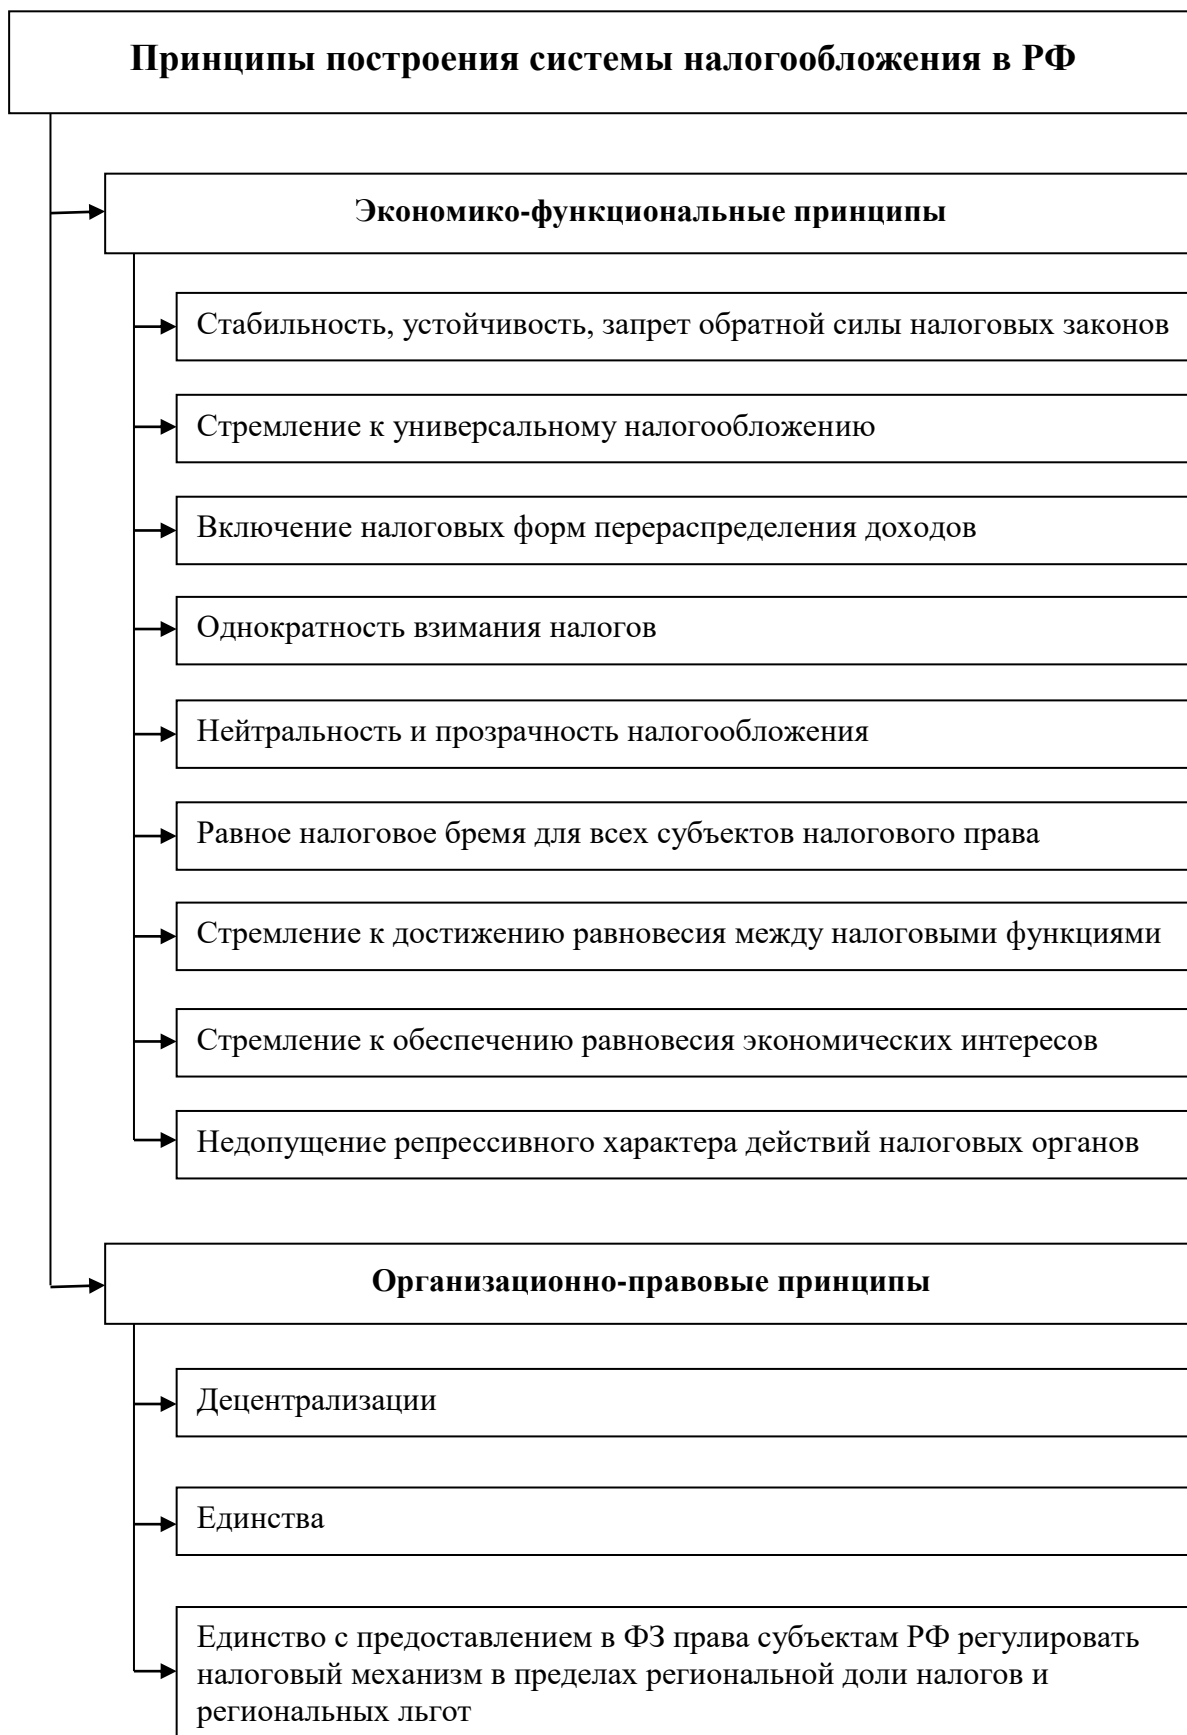 Принципы построения системы налогообложения в РФ
Экономико-функциональные принципы
Стабильность, устойчивость, запрет обратной силы налоговых законов
Стремление к универсальному налогообложению
Включение налоговых форм перераспределения доходов
Однократность взимания налогов
Нейтральность и прозрачность налогообложения
Равное налоговое бремя для всех субъектов налогового права
Стремление к достижению равновесия между налоговыми функциями
Стремление к обеспечению равновесия экономических интересов
Недопущение репрессивного характера действий налоговых органов
Организационно-правовые принципы
Децентрализации
Единства
Единство с предоставлением в ФЗ права субъектам РФ регулировать
налоговый механизм в пределах региональной доли налогов и
региональных льгот